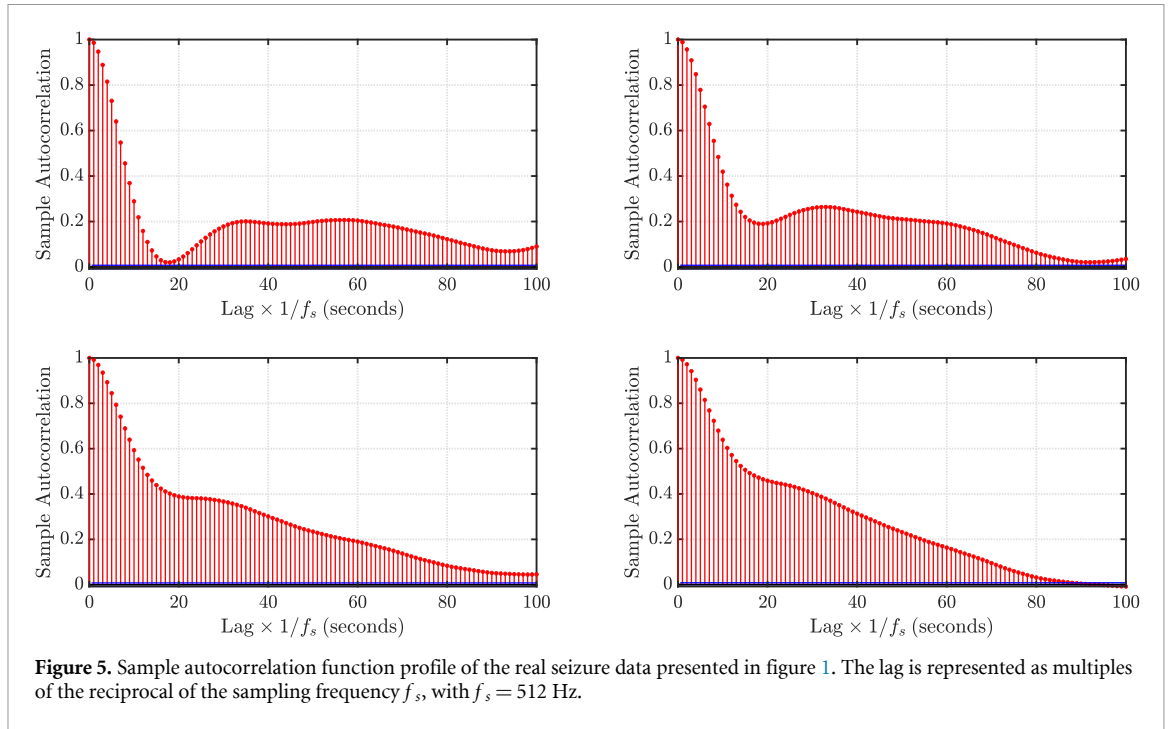 1
0.8
0.6
0.4
0.2
0
Sample Autocorrelation
0 20 40 60 80 100
Lag × 1/f_s (seconds)
1
0.8
0.6
0.4
0.2
0
Sample Autocorrelation
0 20 40 60 80 100
Lag × 1/f_s (seconds)
1
0.8
0.6
0.4
0.2
0
Sample Autocorrelation
0 20 40 60 80 100
Lag × 1/f_s (seconds)
1
0.8
0.6
0.4
0.2
0
Sample Autocorrelation
0 20 40 60 80 100
Lag × 1/f_s (seconds)
Figure 5. Sample autocorrelation function profile of the real seizure data presented in figure 1. The lag is represented as multiples
of the reciprocal of the sampling frequency f_s, with f_s = 512 Hz.